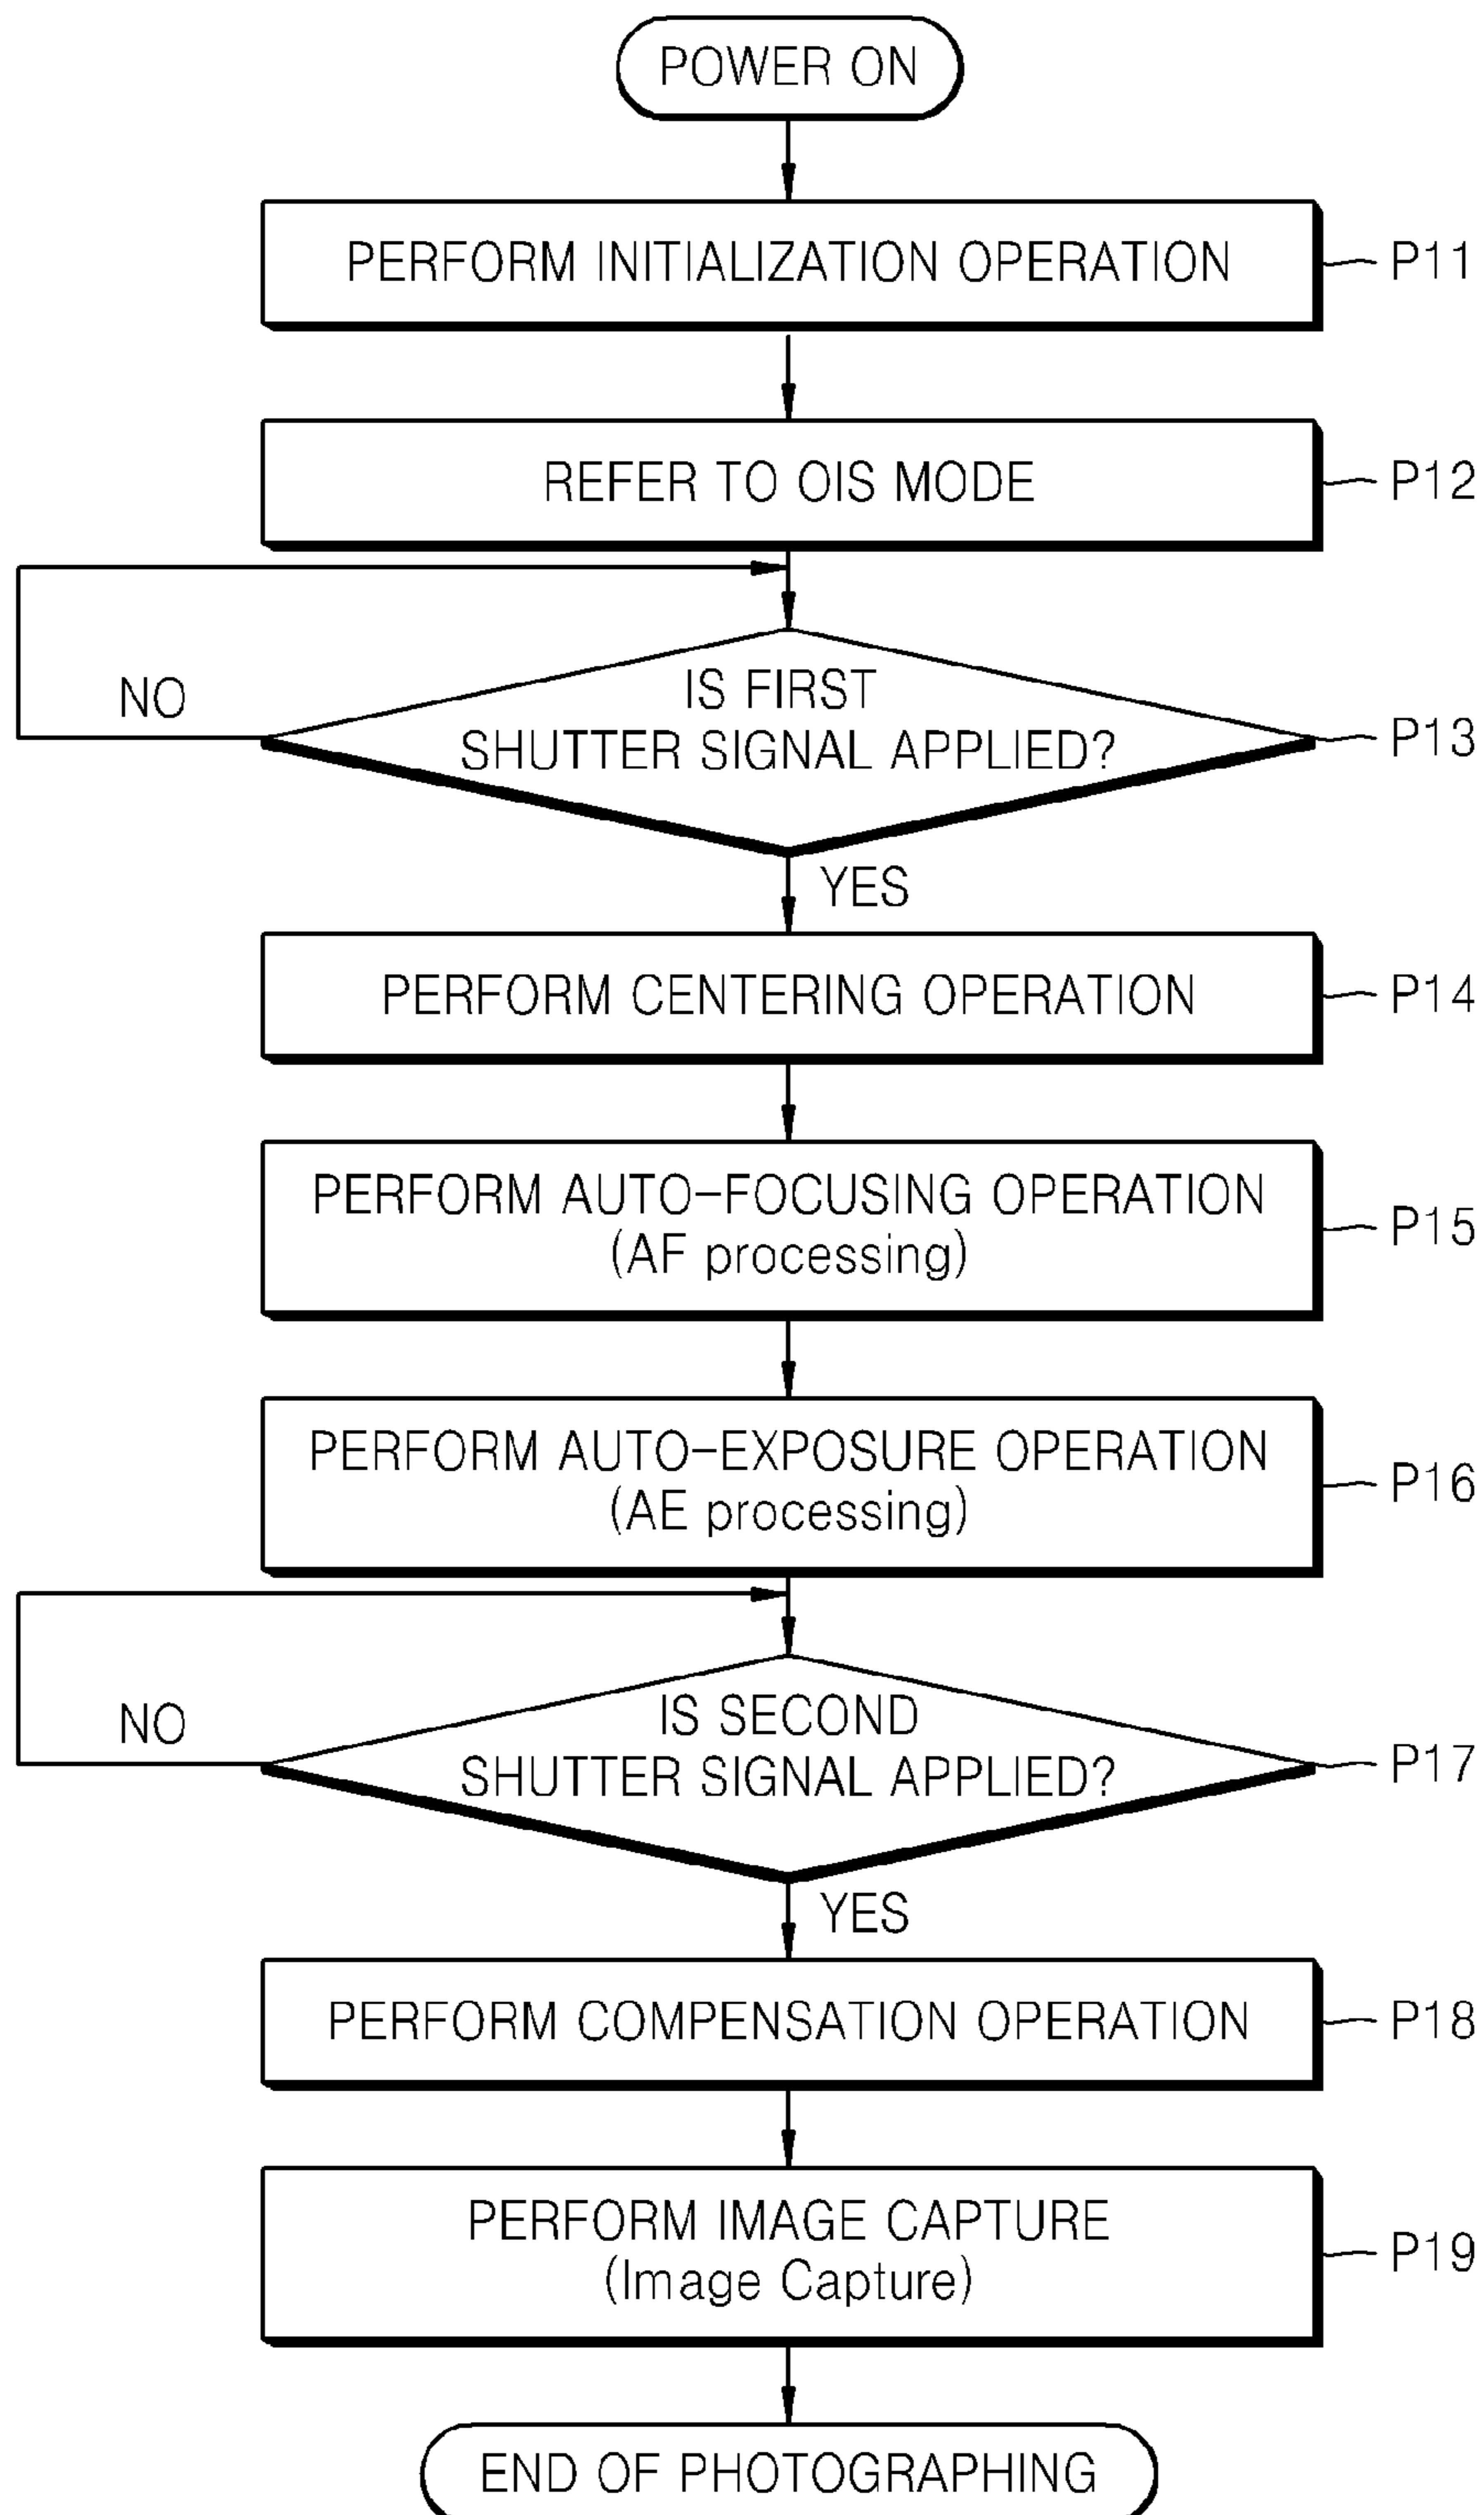 POWER ON
PERFORM INITIALIZATION OPERATION
P11
REFER TO OIS MODE
P12
IS FIRST
SHUTTER SIGNAL APPLIED?
NO
P13
YES
PERFORM CENTERING OPERATION
P14
PERFORM AUTO-FOCUSING OPERATION
(AF processing)
P15
PERFORM AUTO-EXPOSURE OPERATION
(AE processing)
P16
IS SECOND
SHUTTER SIGNAL APPLIED?
NO
P17
YES
PERFORM COMPENSATION OPERATION
P18
PERFORM IMAGE CAPTURE
(Image Capture)
P19
END OF PHOTOGRAPHING